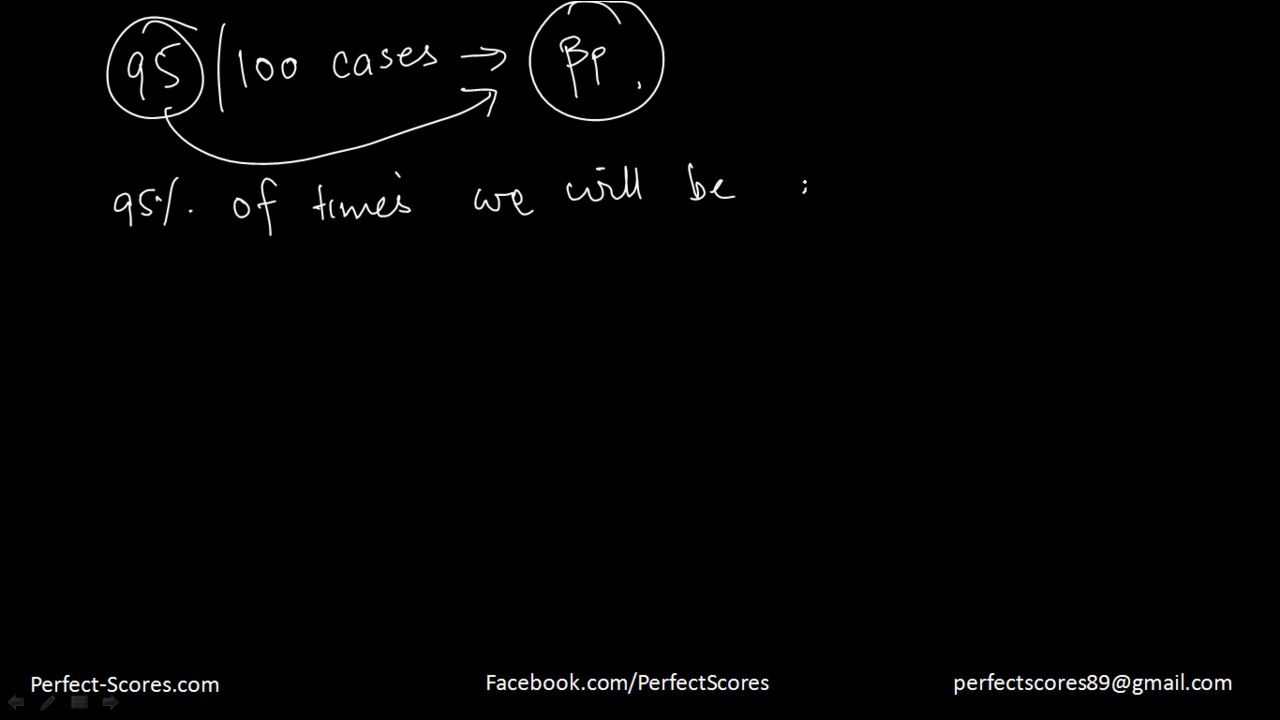 95 / 100 cases → βp.
95% of times we will be
Perfect-Scores.com
Facebook.com/PerfectScores
perfectscores89@gmail.com